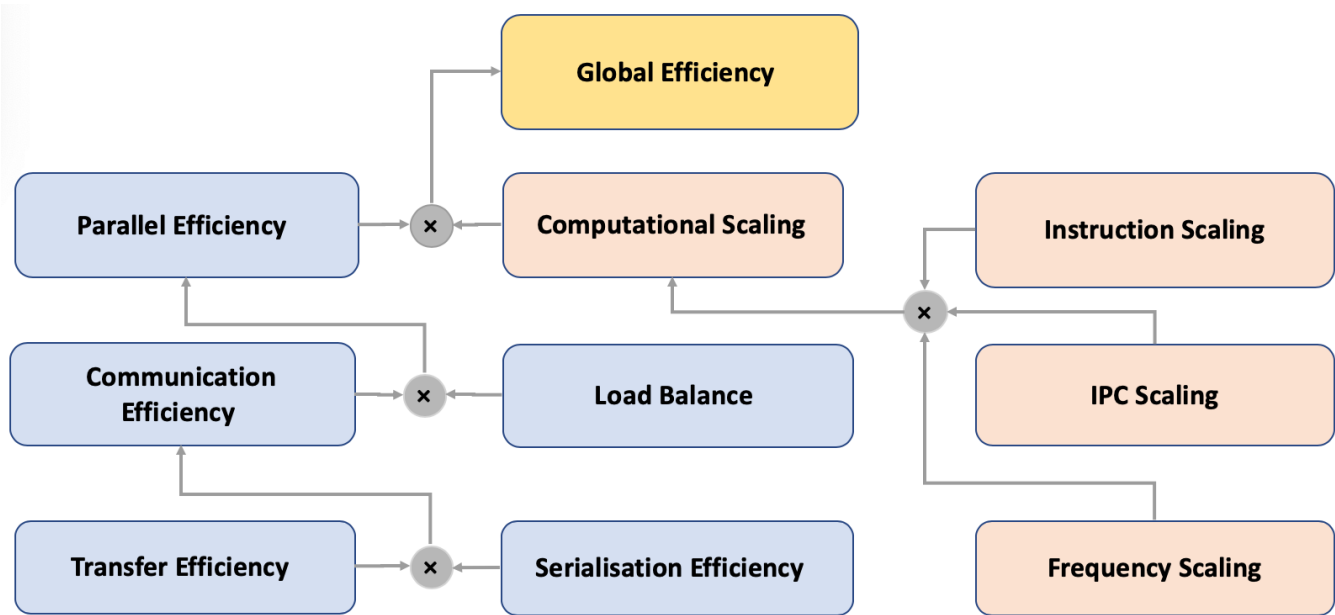 Global Efficiency
Parallel Efficiency
×
Computational Scaling
Instruction Scaling
×
Communication
Efficiency
×
Load Balance
IPC Scaling
Transfer Efficiency
×
Serialisation Efficiency
Frequency Scaling